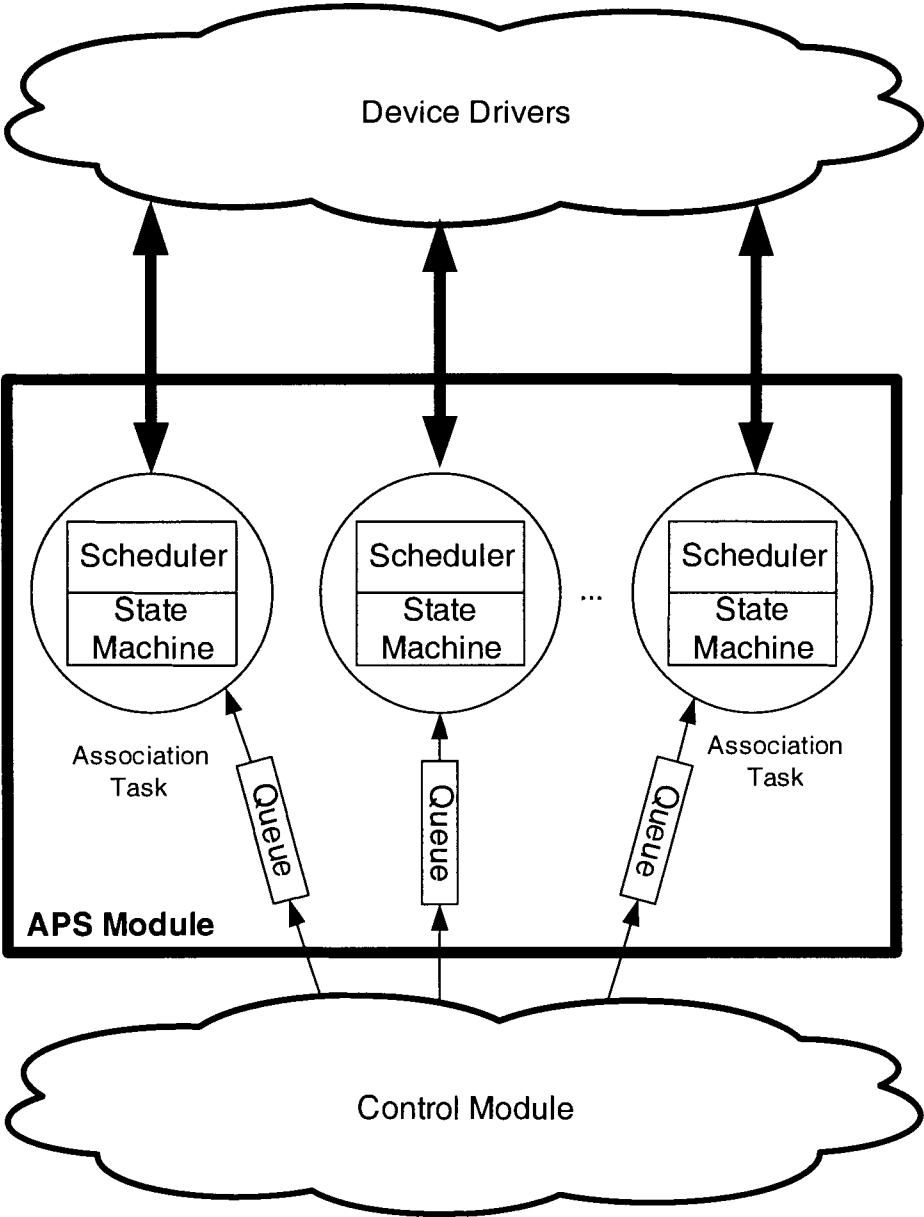 Device Drivers
Scheduler
State
Machine
Scheduler
State
Machine
...
Scheduler
State
Machine
Association
Task
Association
Task
Queue
Queue
Queue
APS Module
Control Module